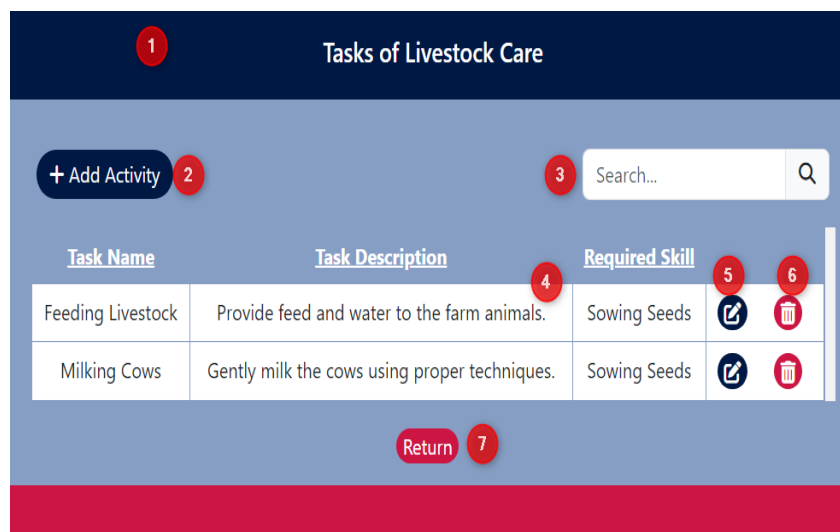 1
Tasks of Livestock Care
+ Add Activity 2
3 Search...
Task Name Task Description Required Skill
4 5 6
Feeding Livestock Provide feed and water to the farm animals. Sowing Seeds
Milking Cows Gently milk the cows using proper techniques. Sowing Seeds
Return 7